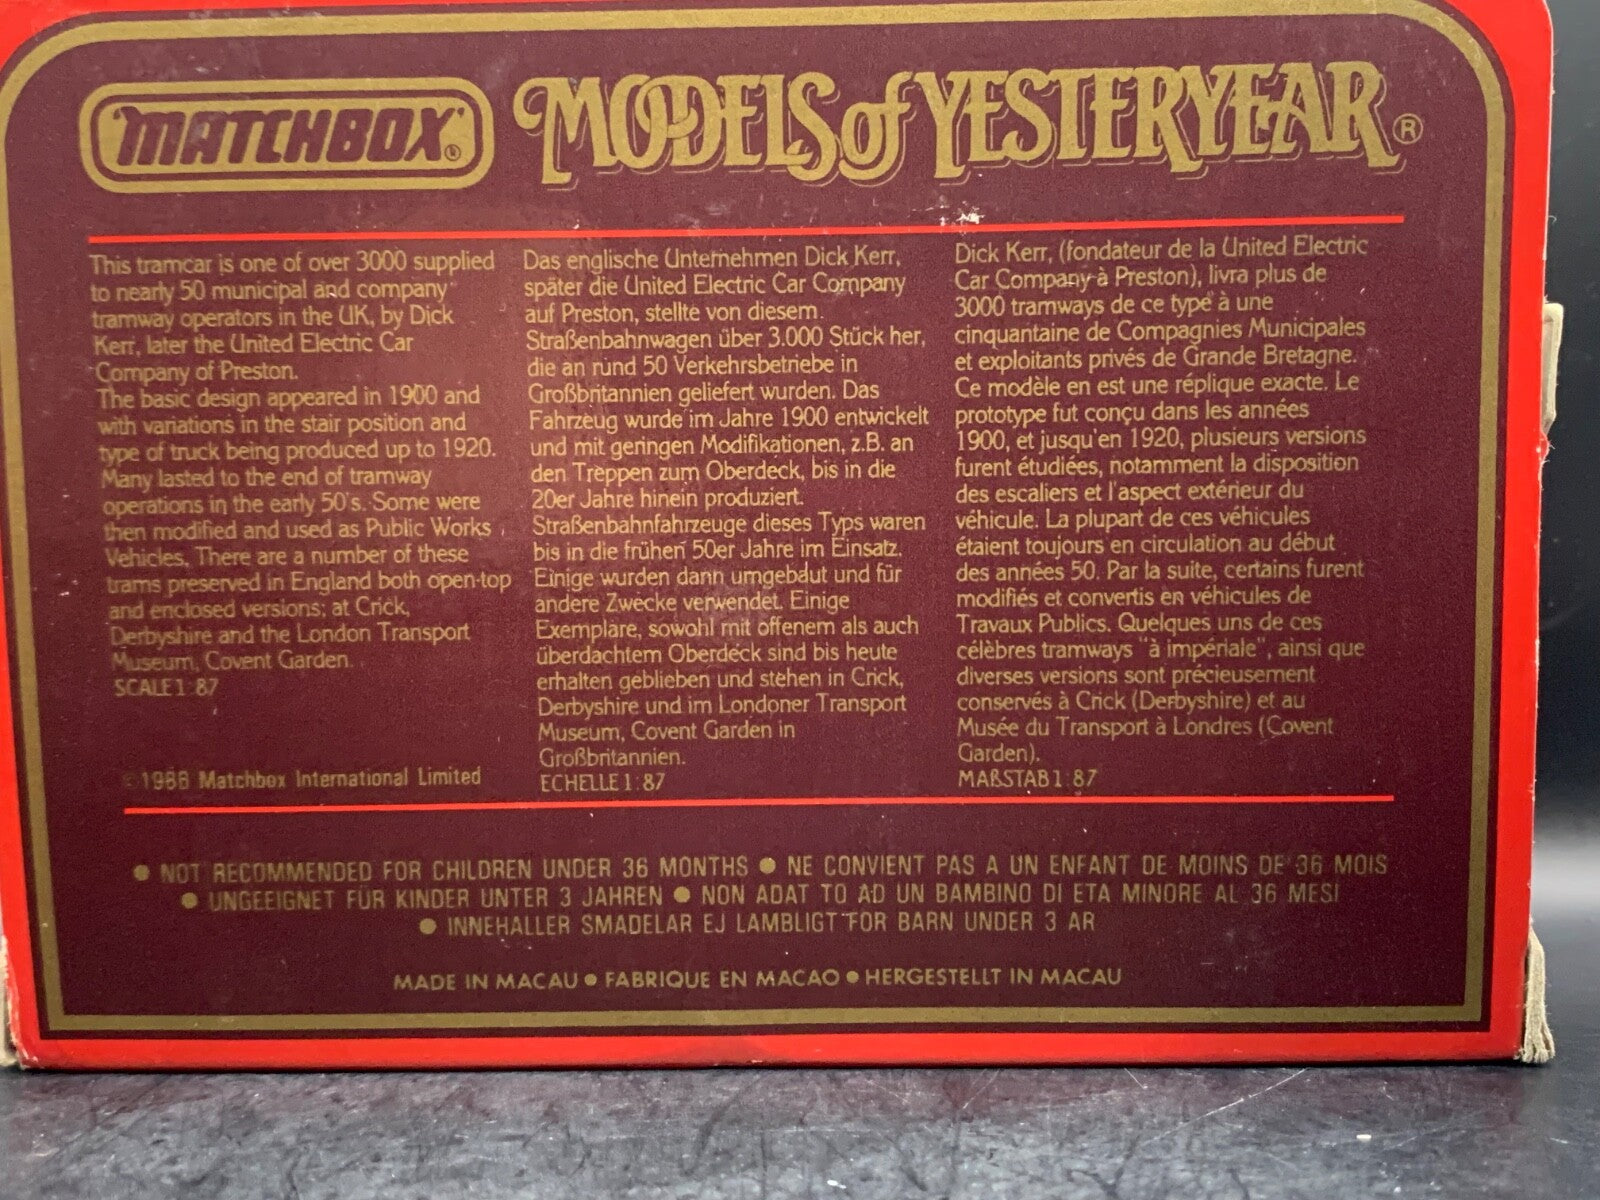 "MATCHBOX"®
MODELS of YESTERYEAR®
This tramcar is one of over 3000 supplied
to nearly 50 municipal and company
tramway operators in the UK, by Dick
Kerr, later the United Electric Car
Company of Preston.
The basic design appeared in 1900 and
with variations in the stair position and
type of truck being produced up to 1920.
Many lasted to the end of tramway
operations in the early 50's. Some were
then modified and used as Public Works
Vehicles. There are a number of these
trams preserved in England both open-top
and enclosed versions; at Crick,
Derbyshire and the London Transport
Museum, Covent Garden.
SCALE 1:87
© 1988 Matchbox International Limited
Das englische Unternehmen Dick Kerr,
später die United Electric Car Company
auf Preston, stellte von diesem
Straßenbahnwagen über 3.000 Stück her,
die an rund 50 Verkehrsbetriebe in
Großbritannien geliefert wurden. Das
Fahrzeug wurde im Jahre 1900 entwickelt
und mit geringen Modifikationen, z.B. an
den Treppen zum Oberdeck, bis in die
20er Jahre hinein produziert.
Straßenbahnfahrzeuge dieses Typs waren
bis in die frühen 50er Jahre im Einsatz.
Einige wurden dann umgebaut und für
andere Zwecke verwendet. Einige
Exemplare, sowohl mit offenem als auch
überdachtem Oberdeck sind bis heute
erhalten geblieben und stehen in Crick,
Derbyshire und im Londoner Transport
Museum, Covent Garden in
Großbritannien.
ECHELLE 1:87
Dick Kerr, (fondateur de la United Electric
Car Company à Preston), livra plus de
3000 tramways de ce type à une
cinquantaine de Compagnies Municipales
et exploitants privés de Grande Bretagne.
Ce modèle en est une réplique exacte. Le
prototype fut conçu dans les années
1900, et jusqu'en 1920, plusieurs versions
furent étudiées, notamment la disposition
des escaliers et l'aspect extérieur du
véhicule. La plupart de ces véhicules
étaient toujours en circulation au début
des années 50. Par la suite, certains furent
modifiés et convertis en véhicules de
Travaux Publics. Quelques uns de ces
célèbres tramways "à impériale", ainsi que
diverses versions sont précieusement
conservés à Crick (Derbyshire) et au
Musée du Transport à Londres (Covent
Garden).
MAßSTAB 1:87
● NOT RECOMMENDED FOR CHILDREN UNDER 36 MONTHS ● NE CONVIENT PAS A UN ENFANT DE MOINS DE 36 MOIS
● UNGEEIGNET FÜR KINDER UNTER 3 JAHREN ● NON ADAT TO AD UN BAMBINO DI ETA MINORE AL 36 MESI
● INNEHALLER SMADELAR EJ LAMBLIGT FOR BARN UNDER 3 AR
MADE IN MACAU ● FABRIQUE EN MACAO ● HERGESTELLT IN MACAU